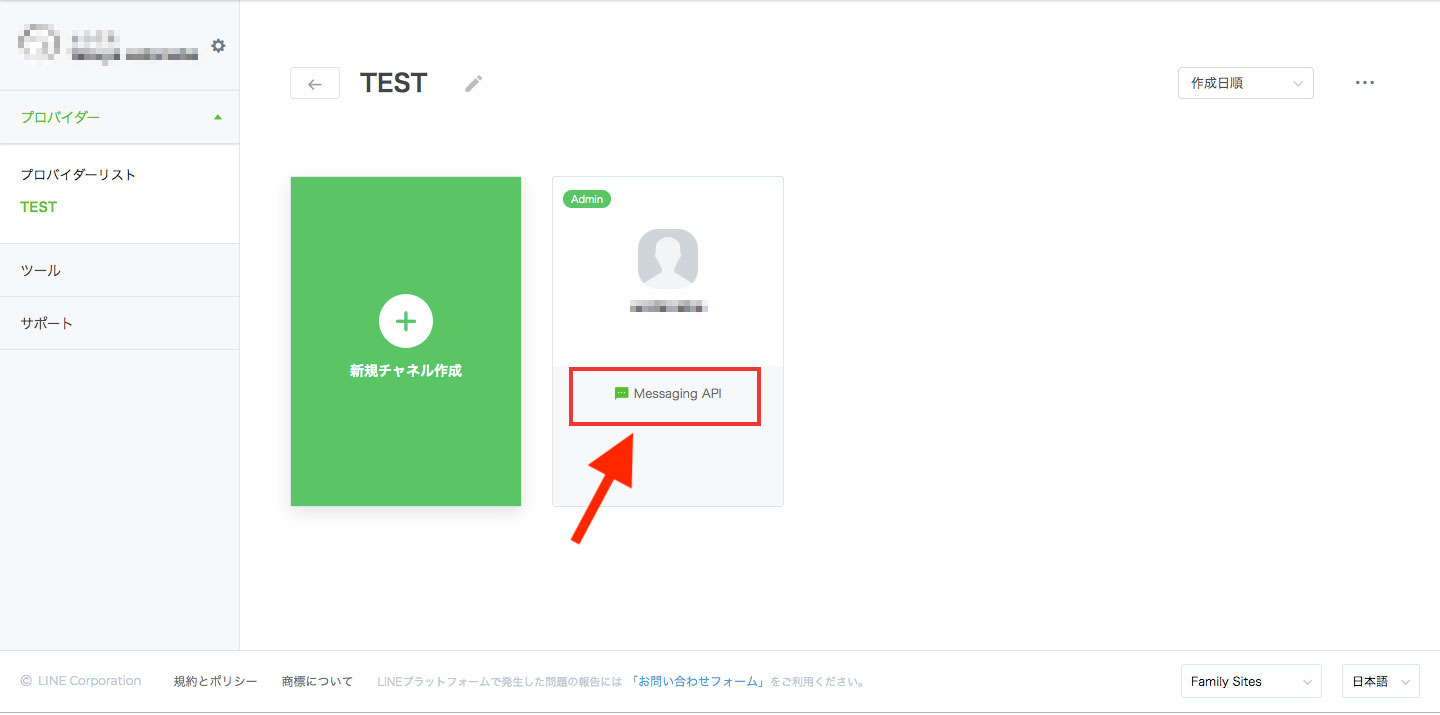 プロバイダー
プロバイダーリスト
TEST
ツール
サポート
TEST
作成日順
新規チャネル作成
Admin
Messaging API
© LINE Corporation
規約とポリシー
商標について
LINEプラットフォームで発生した問題の報告には 「お問い合わせフォーム」をご利用ください。
Family Sites
日本語